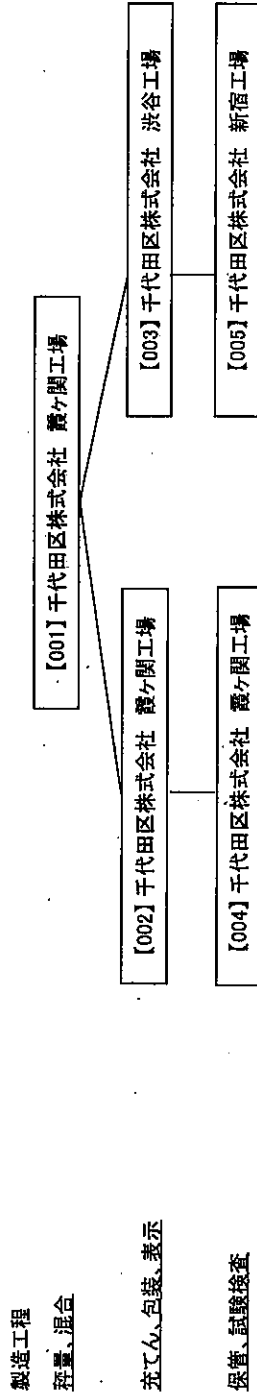 製造工程
秤量、混合
【001】千代田区株式会社 霞ケ関工場
充てん、包装、表示
【002】千代田区株式会社 霞ケ関工場
【003】千代田区株式会社 渋谷工場
保管、試験検査
【004】千代田区株式会社 霞ケ関工場
【005】千代田区株式会社 新宿工場